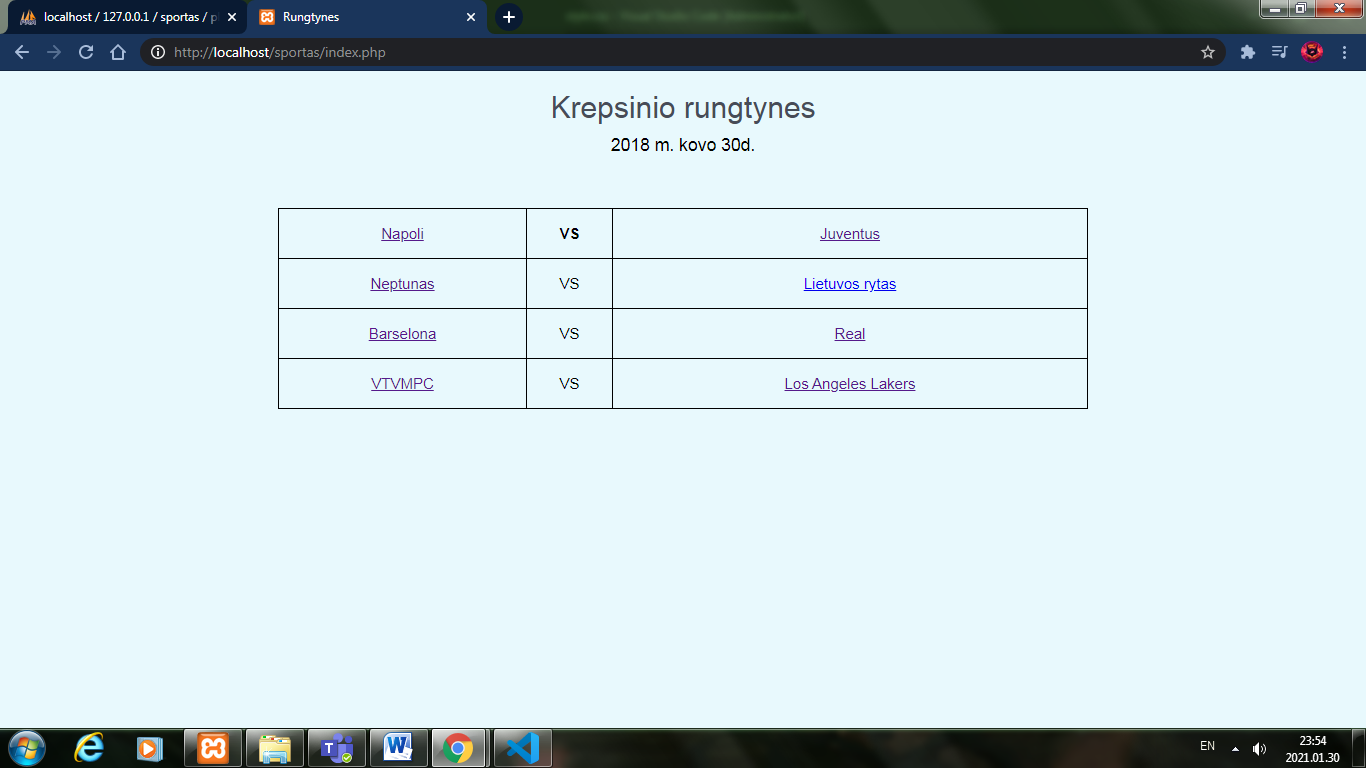 localhost / 127.0.0.1 / sportas / p
Rungtynes
http://localhost/sportas/index.php
Krepsinio rungtynes
2018 m. kovo 30d.
Napoli VS Juventus
Neptunas VS Lietuvos rytas
Barselona VS Real
VTVMPC VS Los Angeles Lakers
EN
23:54
2021.01.30